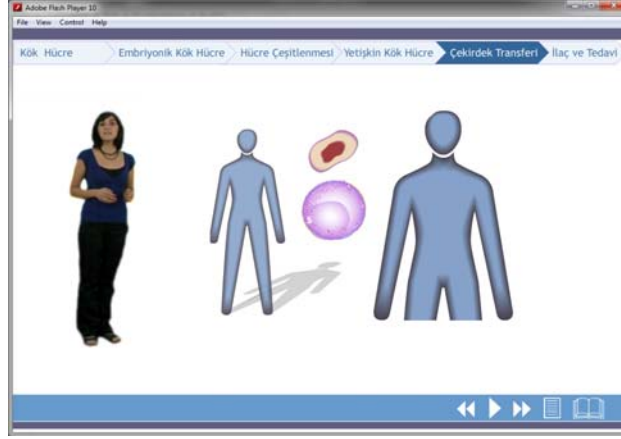 Adobe Flash Player 10
File View Control Help
Kök Hücre Embriyonik Kök Hücre Hücre Çeşitlenmesi Yetişkin Kök Hücre Çekirdek Transferi İlaç ve Tedavi